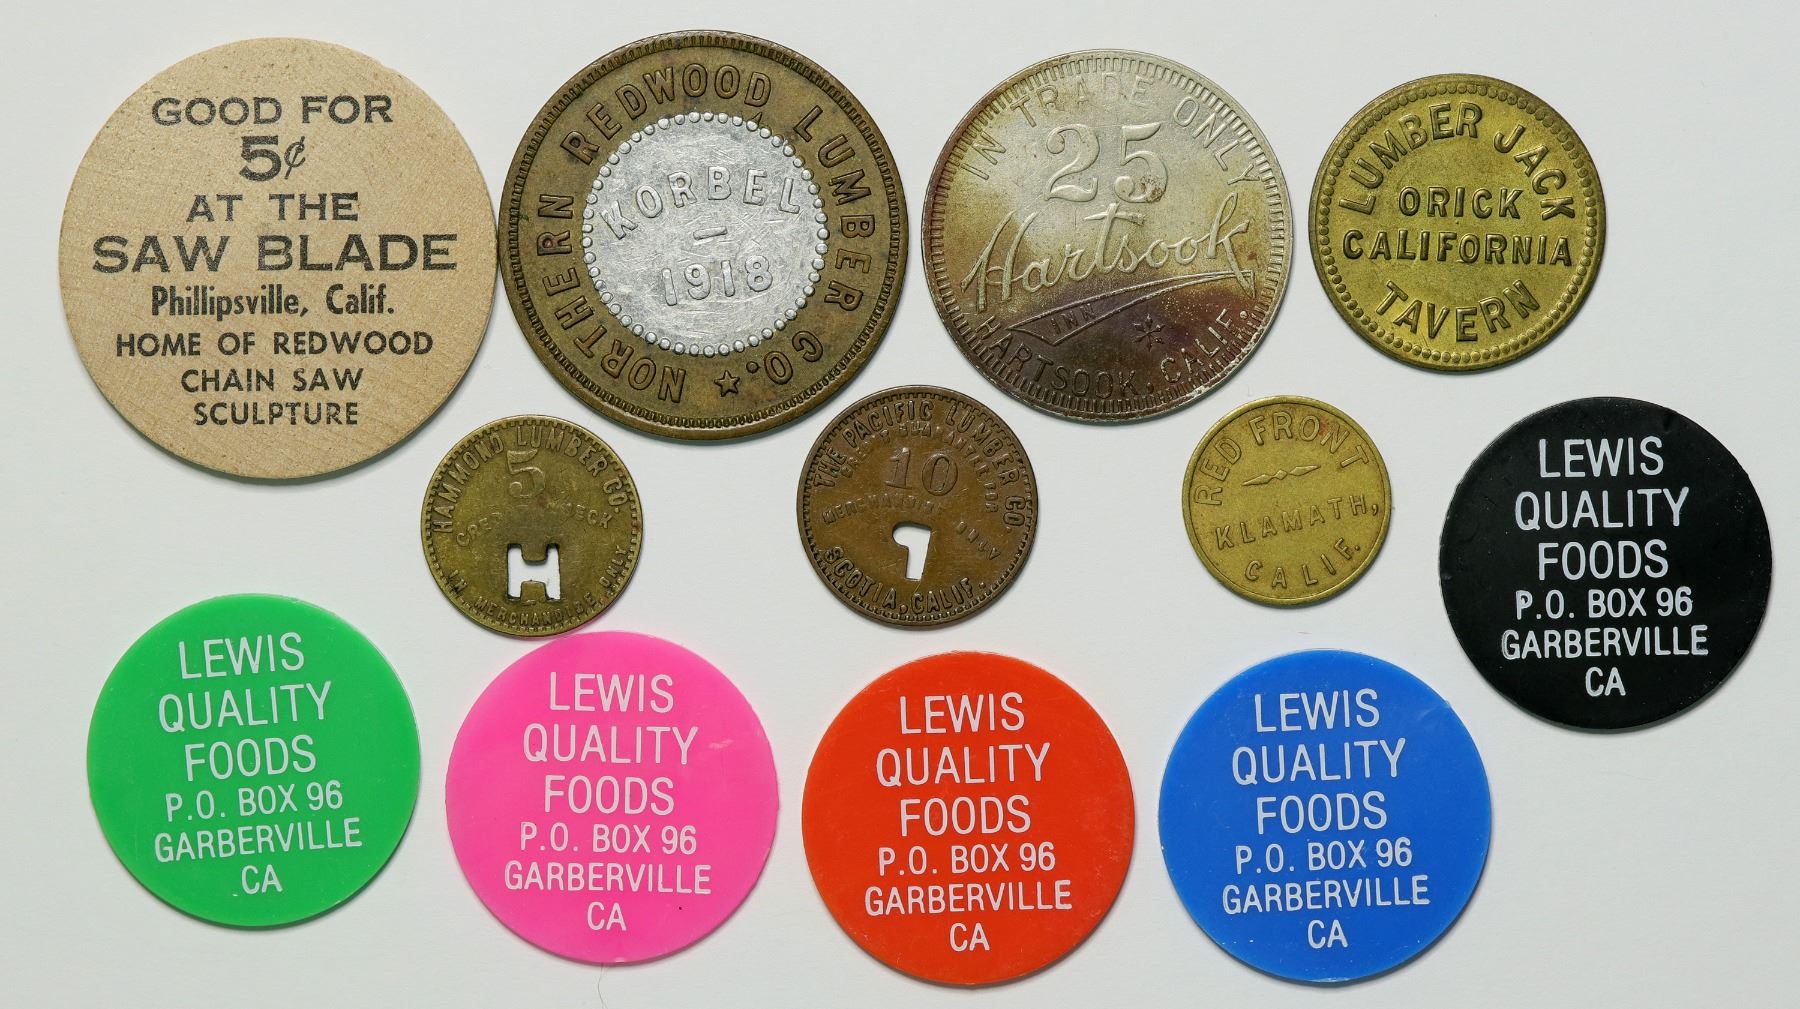 GOOD FOR
5¢
AT THE
SAW BLADE
Phillipsville, Calif.
HOME OF REDWOOD
CHAIN SAW
SCULPTURE
NORTHERN REDWOOD LUMBER CO.
KORBEL
1918
IN TRADE ONLY
25
Hartsook
INN
HARTSOOK, CALIF.
LUMBER JACK
ORICK
CALIFORNIA
TAVERN
HAMMOND LUMBER CO.
5
CHECK
H
IN MERCHANDISE ONLY
THE PACIFIC LUMBER CO.
10
MERCHANDISE ONLY
SCOTIA, CALIF.
RED FRONT
KLAMATH,
CALIF.
LEWIS
QUALITY
FOODS
P.O. BOX 96
GARBERVILLE
CA
LEWIS
QUALITY
FOODS
P.O. BOX 96
GARBERVILLE
CA
LEWIS
QUALITY
FOODS
P.O. BOX 96
GARBERVILLE
CA
LEWIS
QUALITY
FOODS
P.O. BOX 96
GARBERVILLE
CA
LEWIS
QUALITY
FOODS
P.O. BOX 96
GARBERVILLE
CA